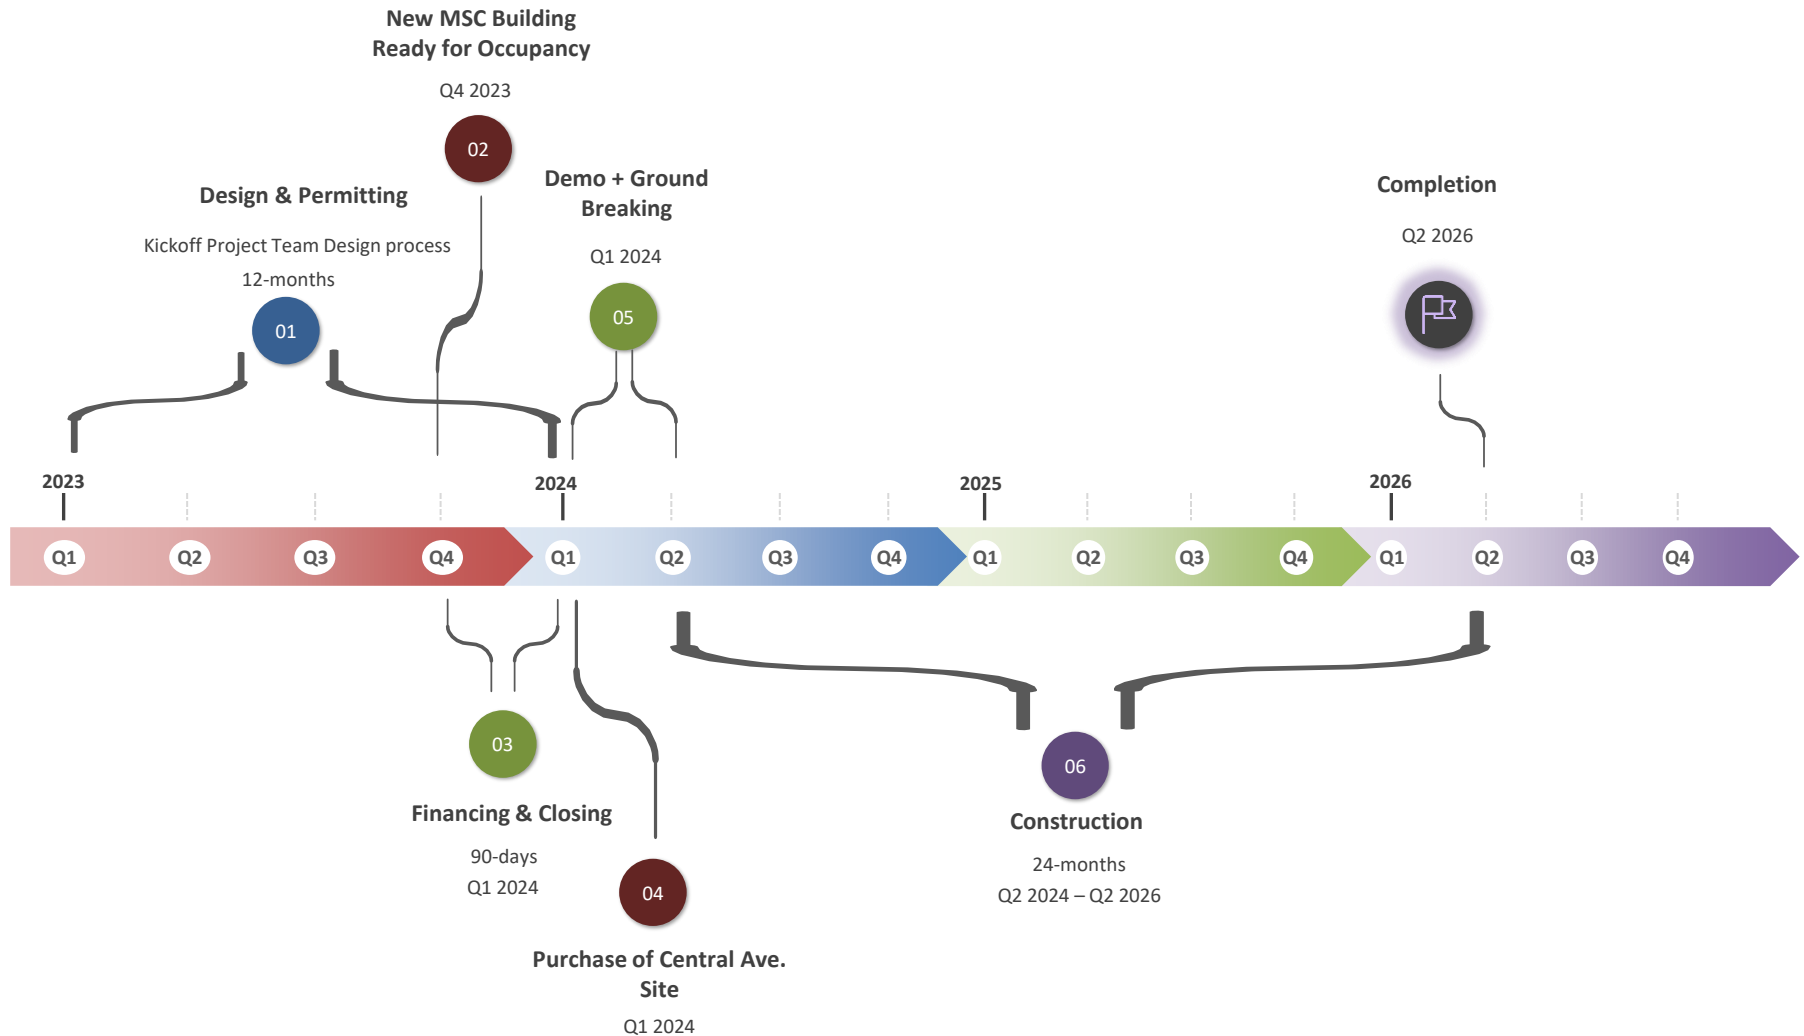 New MSC Building
Ready for Occupancy
Q4 2023
02
Design & Permitting
Kickoff Project Team Design process
12-months
01
Demo + Ground
Breaking
Q1 2024
05
Completion
Q2 2026
2023
2024
2025
2026
Q1
Q2
Q3
Q4
Q1
Q2
Q3
Q4
Q1
Q2
Q3
Q4
Q1
Q2
Q3
Q4
03
Financing & Closing
90-days
Q1 2024
04
Purchase of Central Ave.
Site
Q1 2024
06
Construction
24-months
Q2 2024 – Q2 2026